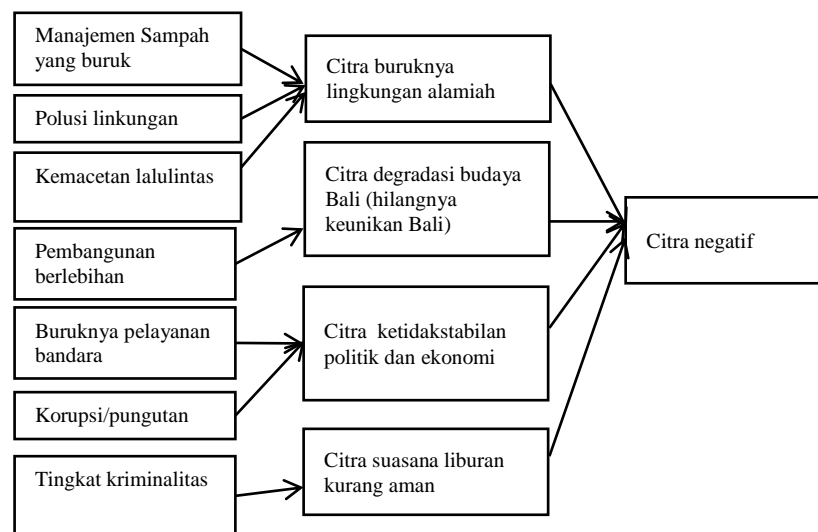 Manajemen Sampah
yang buruk
Polusi linkungan
Kemacetan lalulintas
Pembangunan
berlebihan
Buruknya pelayanan
bandara
Korupsi/pungutan
Tingkat kriminalitas
Citra buruknya
lingkungan alamiah
Citra degradasi budaya
Bali (hilangnya
keunikan Bali)
Citra ketidakstabilan
politik dan ekonomi
Citra suasana liburan
kurang aman
Citra negatif